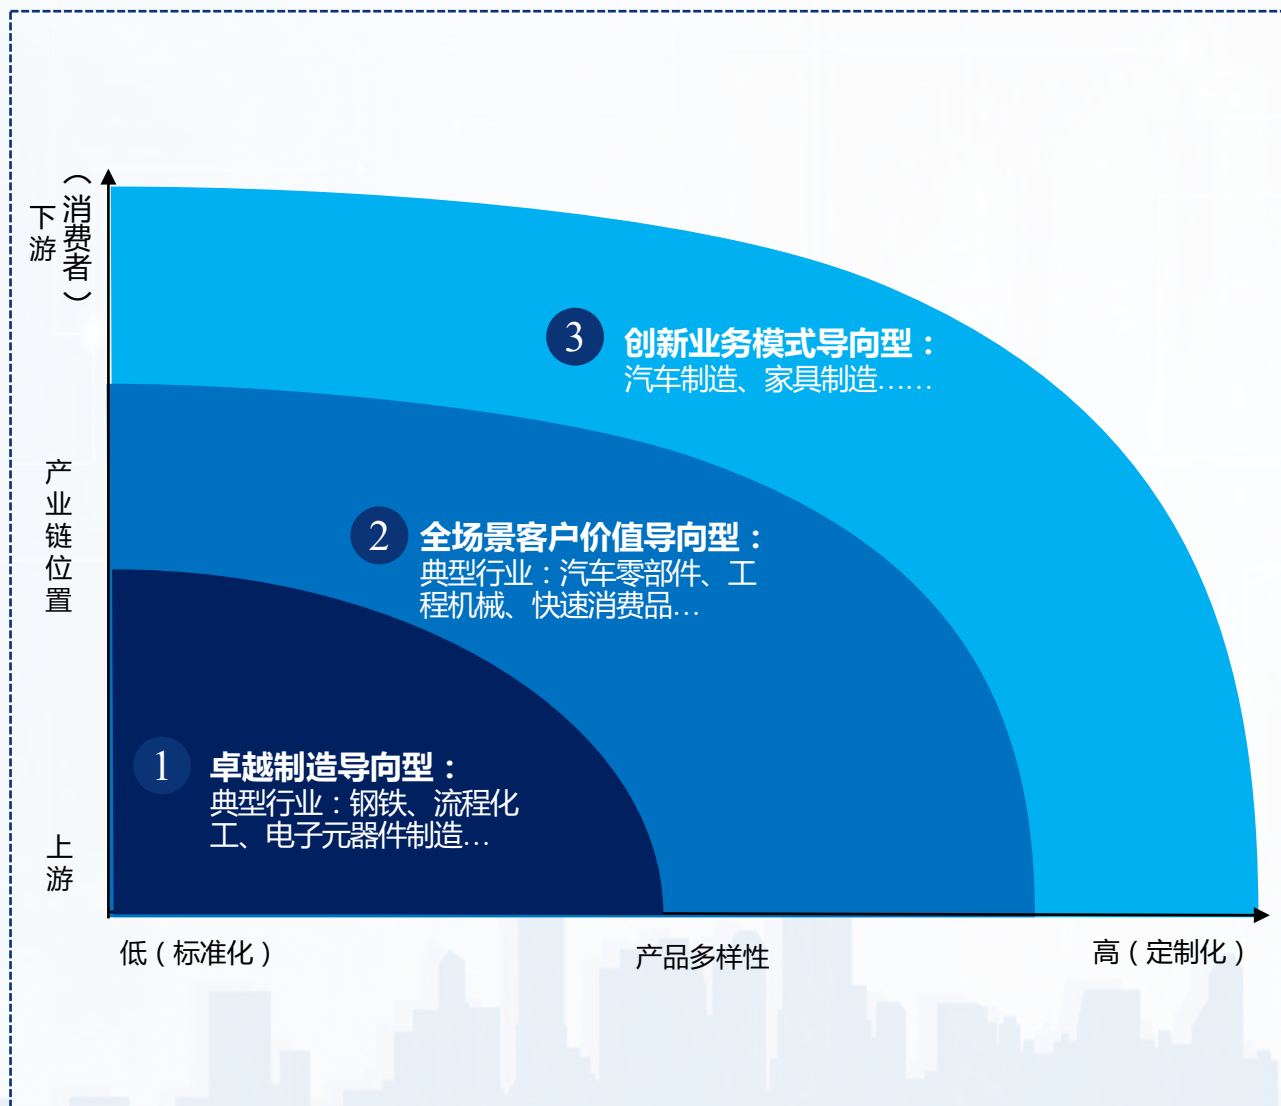 下游
（消费者）
3
创新业务模式导向型：
汽车制造、家具制造……
产业链位置
2
全场景客户价值导向型：
典型行业：汽车零部件、工
程机械、快速消费品…
1
卓越制造导向型：
典型行业：钢铁、流程化
工、电子元器件制造…
上游
低（标准化）
产品多样性
高（定制化）